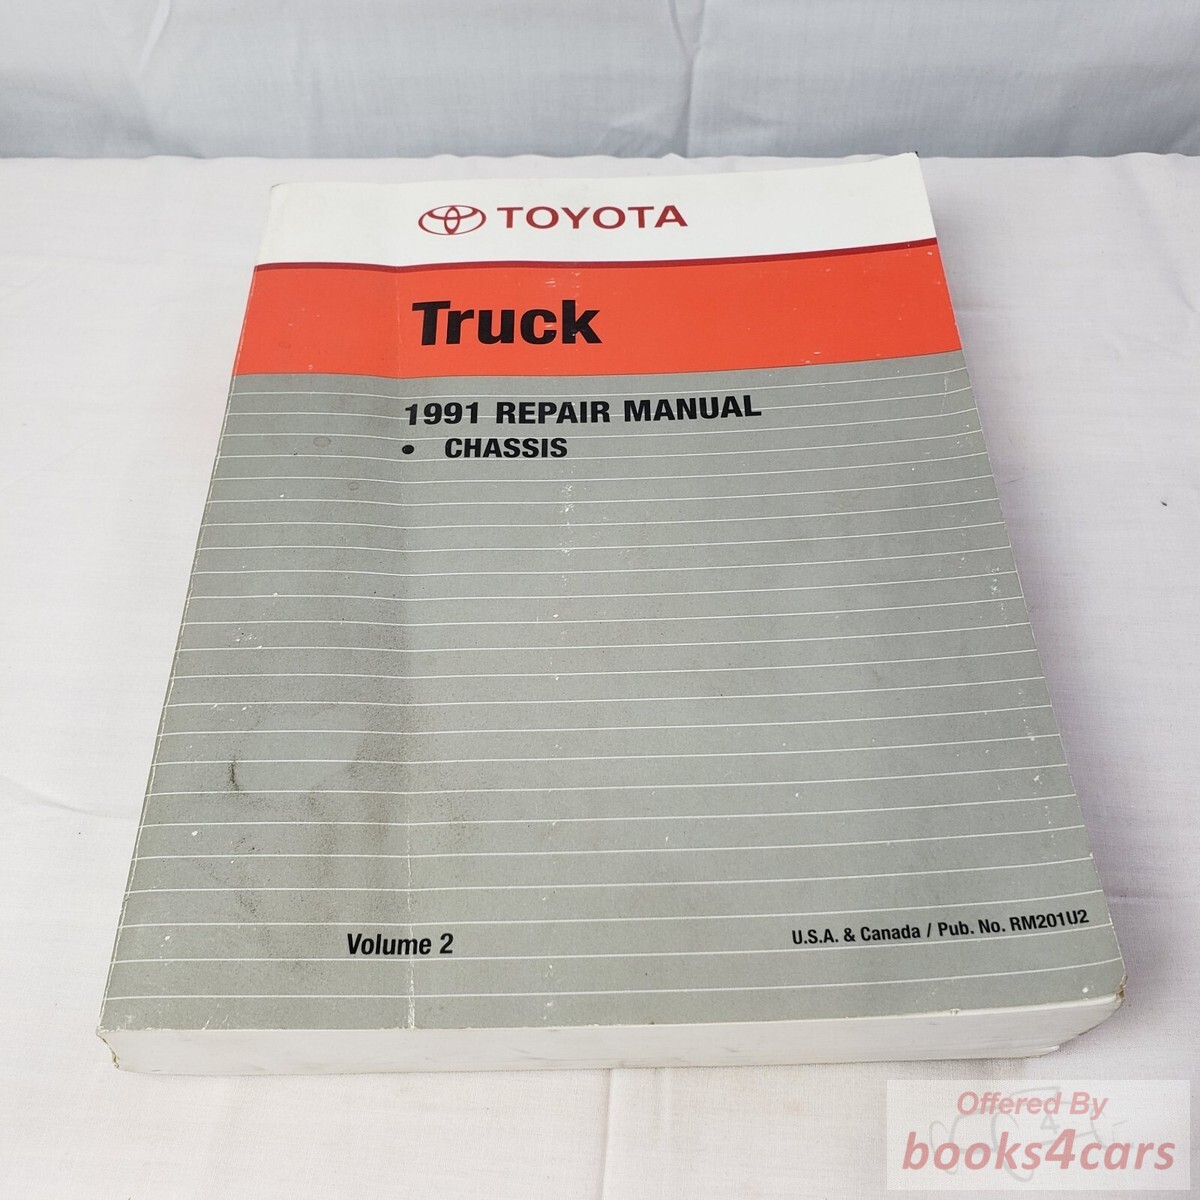 TOYOTA
Truck
1991 REPAIR MANUAL
• CHASSIS
Volume 2
U.S.A. & Canada / Pub. No. RM201U2
Offered By
books4cars